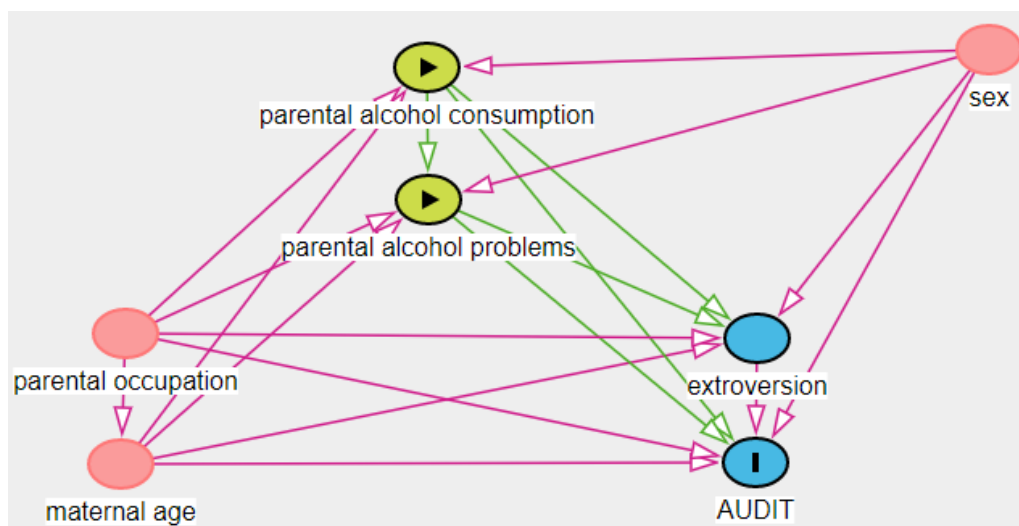 parental alcohol consumption
sex
parental alcohol problems
parental occupation
extroversion
maternal age
AUDIT